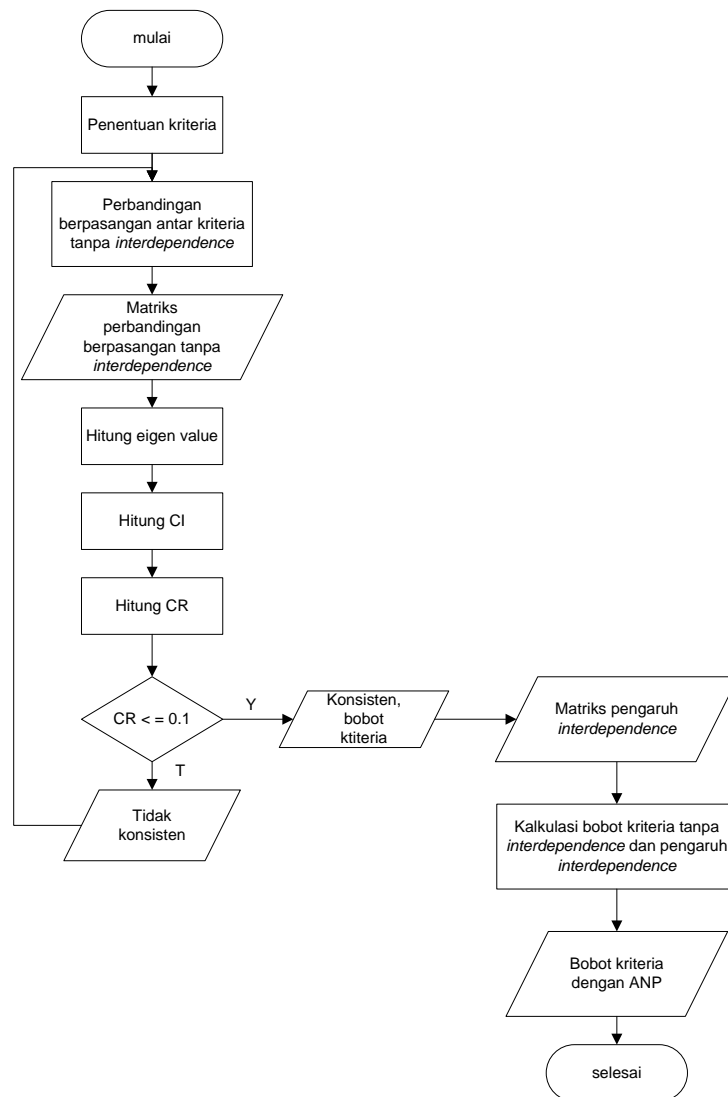 mulai
Penentuan kriteria
Perbandingan
berpasangan antar kriteria
tanpa interdependence
Matriks
perbandingan
berpasangan tanpa
interdependence
Hitung eigen value
Hitung CI
Hitung CR
CR < = 0.1
Y
T
Tidak
konsisten
Konsisten,
bobot
ktiteria
Matriks pengaruh
interdependence
Kalkulasi bobot kriteria tanpa
interdependence dan pengaruh
interdependence
Bobot kriteria
dengan ANP
selesai